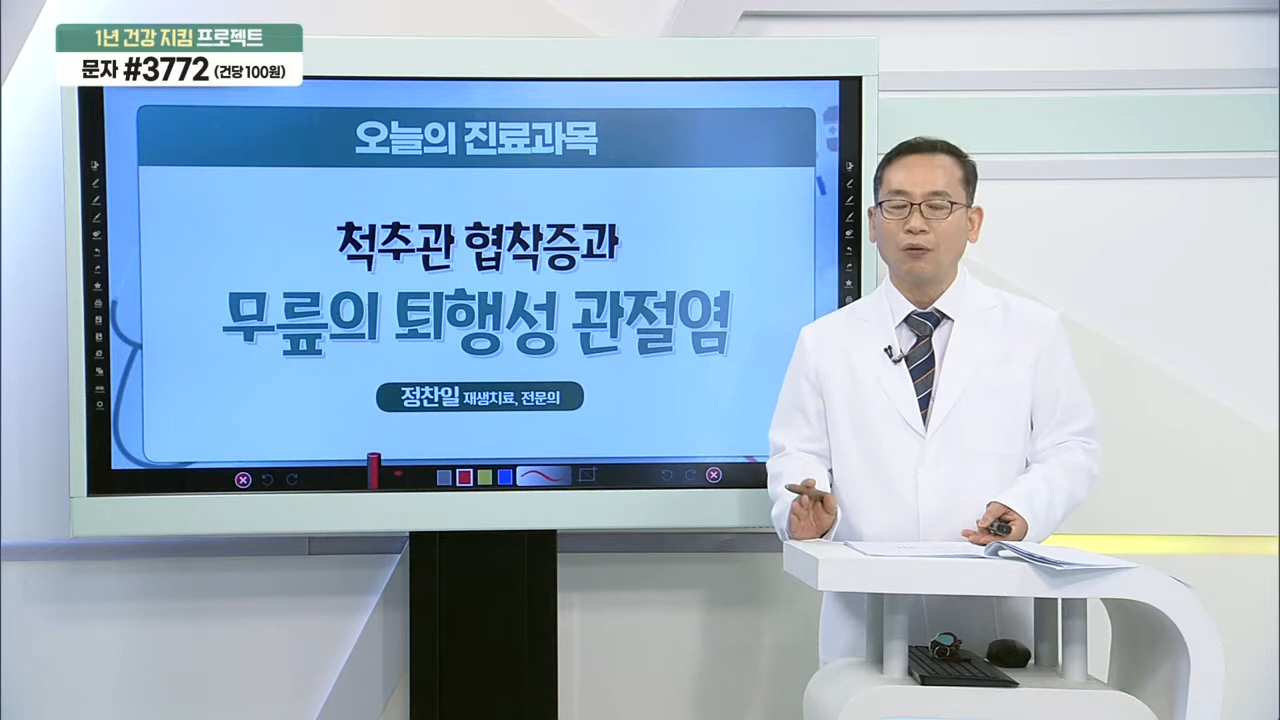 1년 건강 지킴 프로젝트
문자 #3772 (건당 100원)
오늘의 진료과목
척추관 협착증과
무릎의 퇴행성 관절염
정찬일 재생치료, 전문의